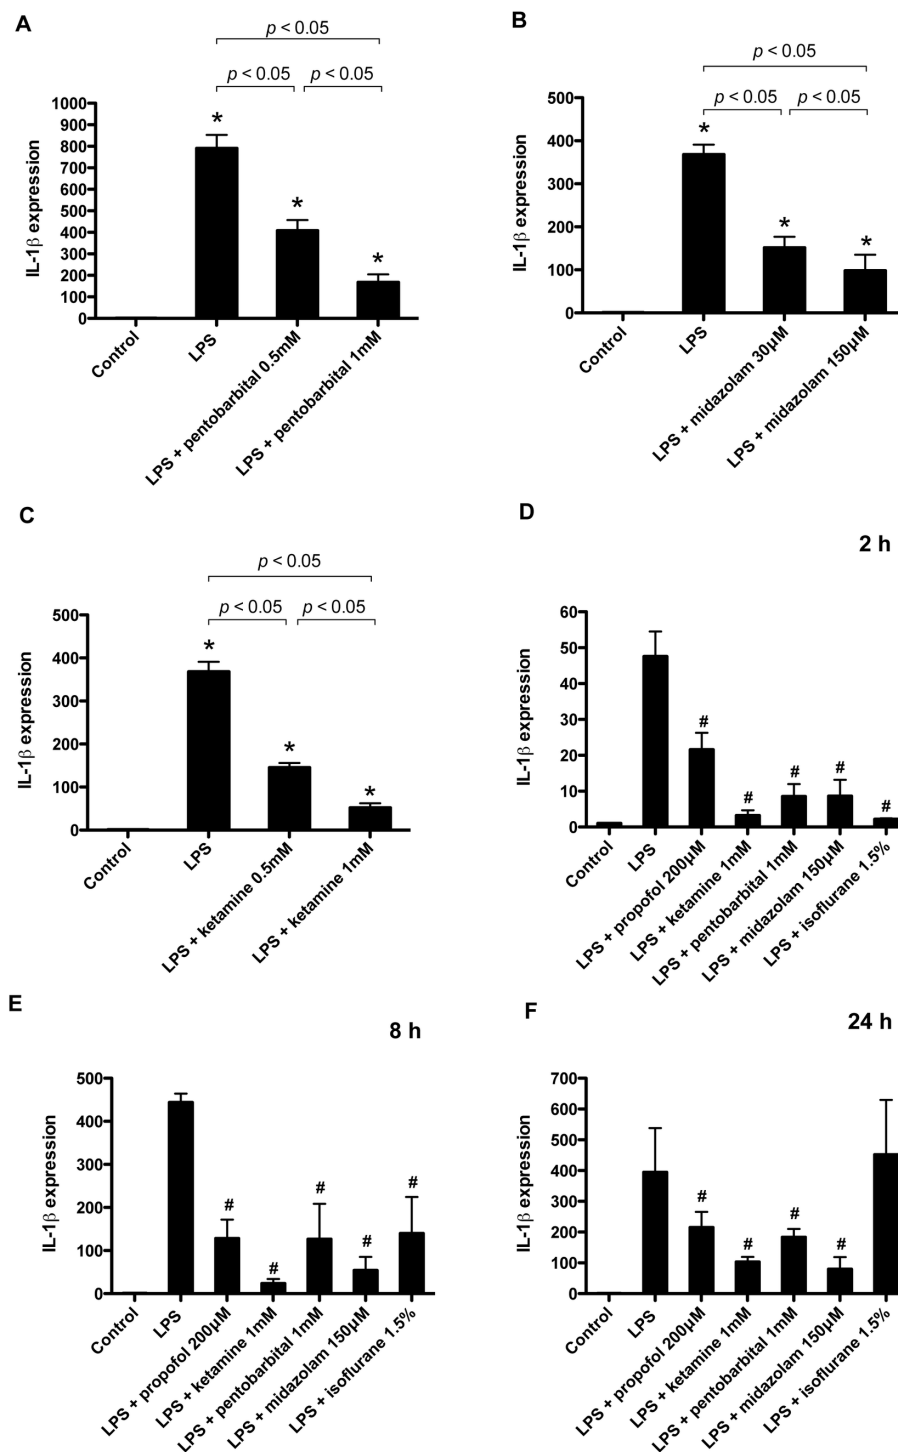 A
p < 0.05
p < 0.05
p < 0.05
IL-1β expression
1000
900
800
700
600
500
400
300
200
100
0
*
*
*
Control
LPS
LPS + pentobarbital 0.5mM
LPS + pentobarbital 1mM
B
p < 0.05
p < 0.05
p < 0.05
IL-1β expression
500
400
300
200
100
0
*
*
*
Control
LPS
LPS + midazolam 30µM
LPS + midazolam 150µM
C
p < 0.05
p < 0.05
p < 0.05
IL-1β expression
500
400
300
200
100
0
*
*
*
Control
LPS
LPS + ketamine 0.5mM
LPS + ketamine 1mM
D
2 h
IL-1β expression
60
50
40
30
20
10
0
#
#
#
#
#
Control
LPS
LPS + propofol 200µM
LPS + ketamine 1mM
LPS + pentobarbital 1mM
LPS + midazolam 150µM
LPS + isoflurane 1.5%
E
8 h
IL-1β expression
500
400
300
200
100
0
#
#
#
#
#
Control
LPS
LPS + propofol 200µM
LPS + ketamine 1mM
LPS + pentobarbital 1mM
LPS + midazolam 150µM
LPS + isoflurane 1.5%
F
24 h
IL-1β expression
700
600
500
400
300
200
100
0
#
#
#
#
Control
LPS
LPS + propofol 200µM
LPS + ketamine 1mM
LPS + pentobarbital 1mM
LPS + midazolam 150µM
LPS + isoflurane 1.5%